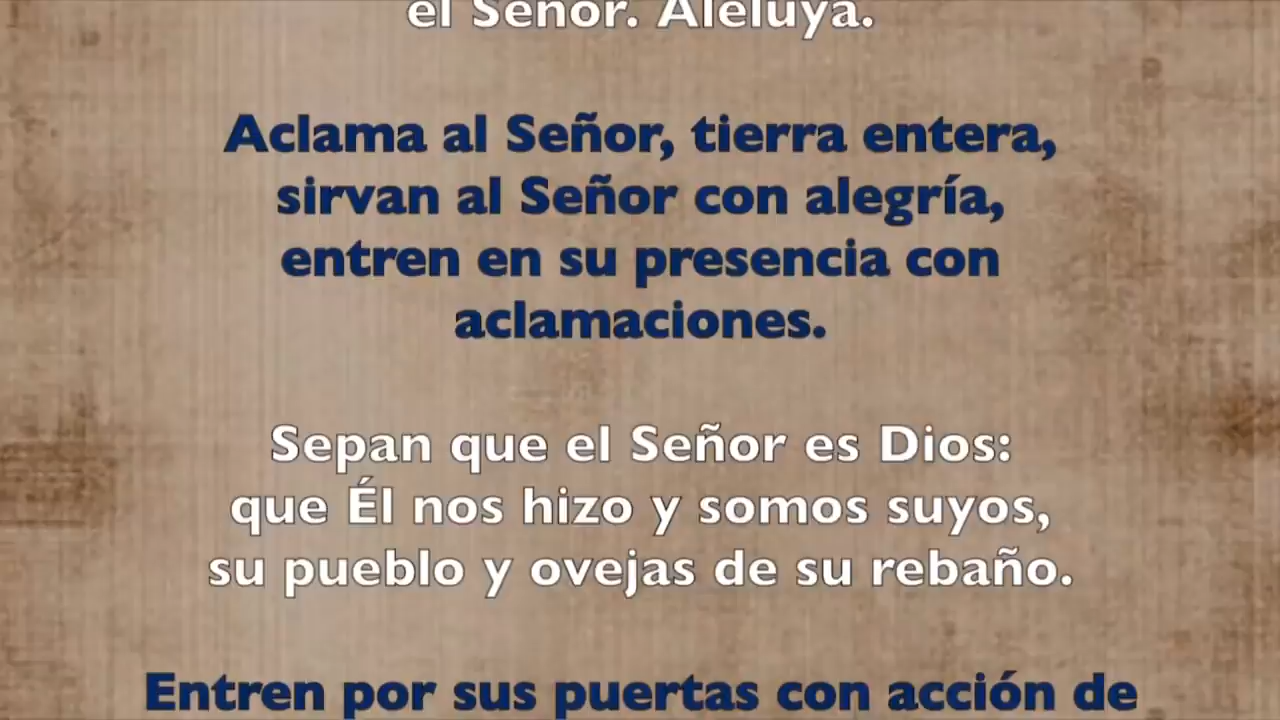 el Señor. Aleluya.
Aclama al Señor, tierra entera,
sirvan al Señor con alegría,
entren en su presencia con
aclamaciones.
Sepan que el Señor es Dios:
que Él nos hizo y somos suyos,
su pueblo y ovejas de su rebaño.
Entren por sus puertas con acción de